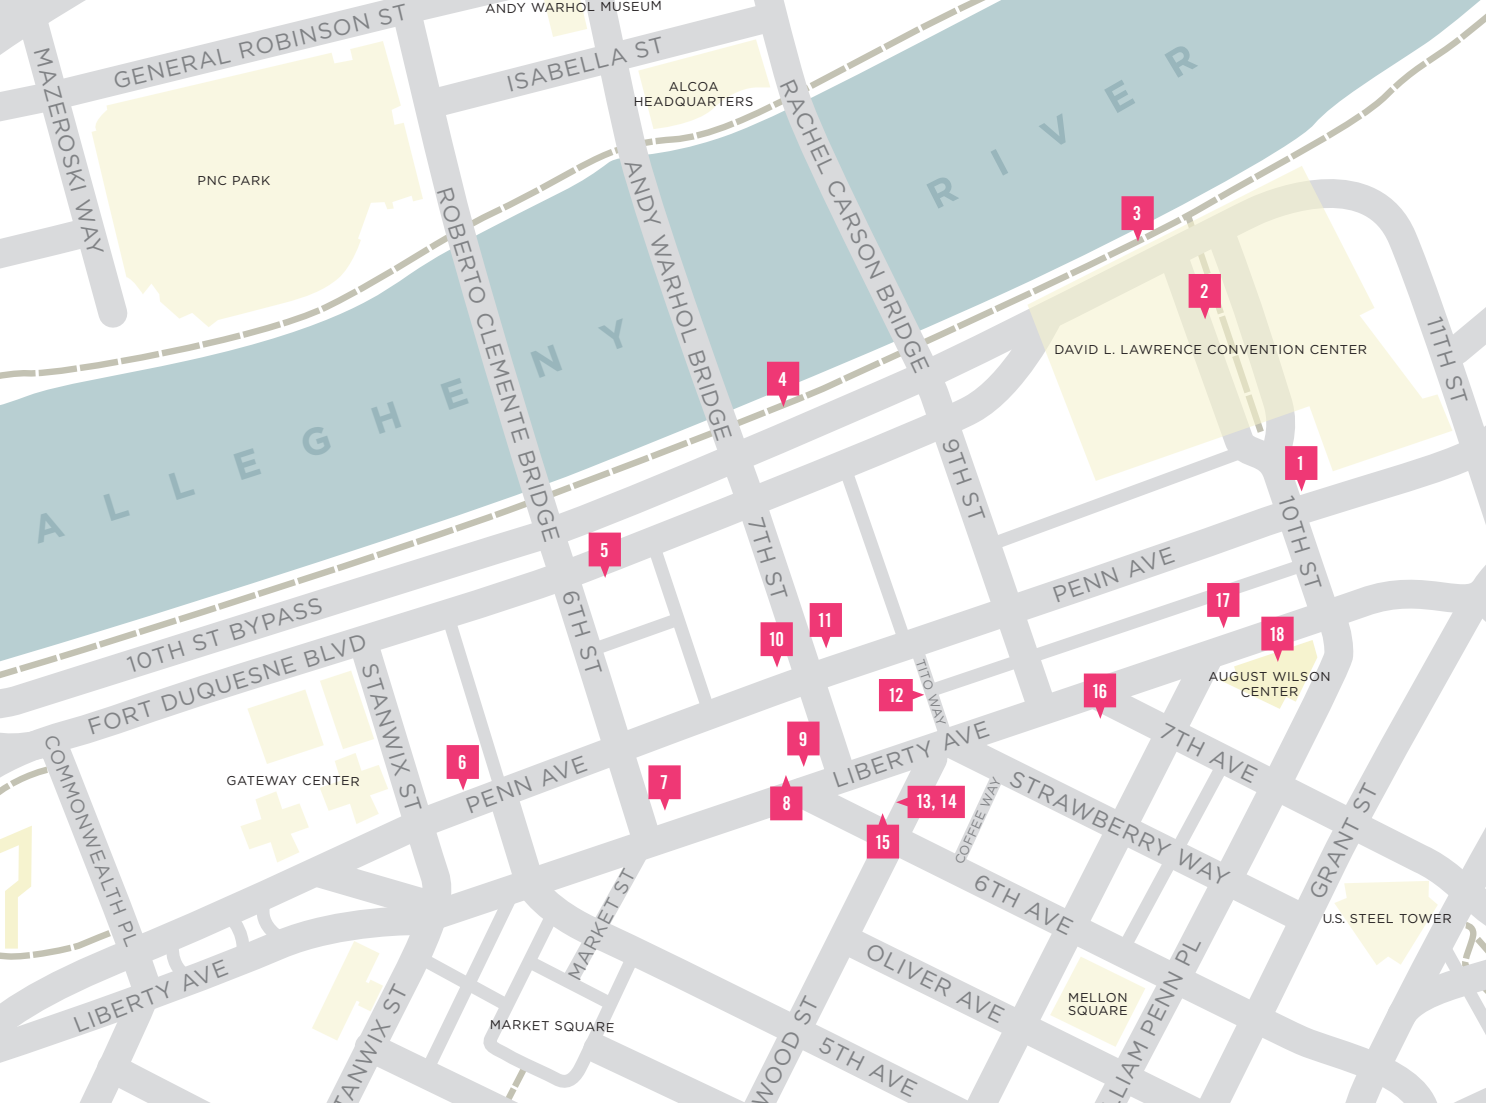 ANDY WARHOL MUSEUM
GENERAL ROBINSON ST
ISABELLA ST
MAZEROSKI WAY
ALCOA
HEADQUARTERS
PNC PARK
RACHEL CARSON BRIDGE
ANDY WARHOL BRIDGE
ROBERTO CLEMENTE BRIDGE
ALLEGHENY RIVER
3
2
DAVID L. LAWRENCE CONVENTION CENTER
11TH ST
4
9TH ST
1
10TH ST
7TH ST
5
PENN AVE
6TH ST
10TH ST BYPASS
FORT DUQUESNE BLVD
17
11
10
18
AUGUST WILSON
CENTER
STANWIX ST
TITO WAY
12
16
COMMONWEALTH PL
GATEWAY CENTER
6
PENN AVE
7
9
8
LIBERTY AVE
7TH AVE
13, 14
15
COFFEE WAY
STRAWBERRY WAY
GRANT ST
6TH AVE
MARKET ST
U.S. STEEL TOWER
LIBERTY AVE
OLIVER AVE
MELLON
SQUARE
MARKET SQUARE
TANWIX ST
WOOD ST
5TH AVE
LLIAM PENN PL